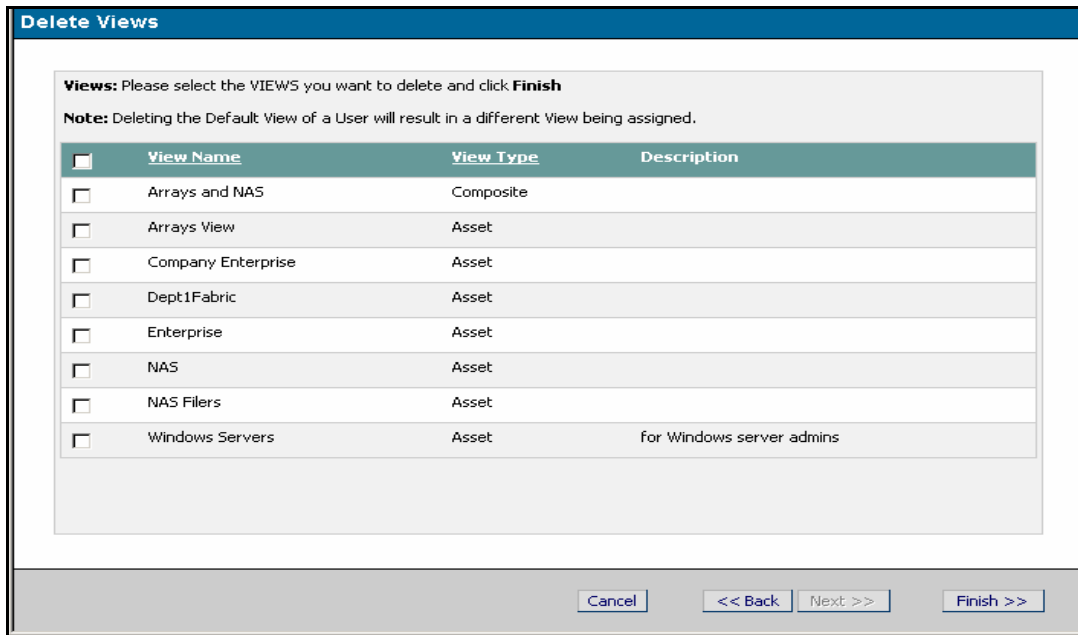 Delete Views
Views: Please select the VIEWS you want to delete and click Finish
Note: Deleting the Default View of a User will result in a different View being assigned.
View Name View Type Description
Arrays and NAS Composite
Arrays View Asset
Company Enterprise Asset
Dept1Fabric Asset
Enterprise Asset
NAS Asset
NAS Filers Asset
Windows Servers Asset for Windows server admins
Cancel << Back Next >> Finish >>